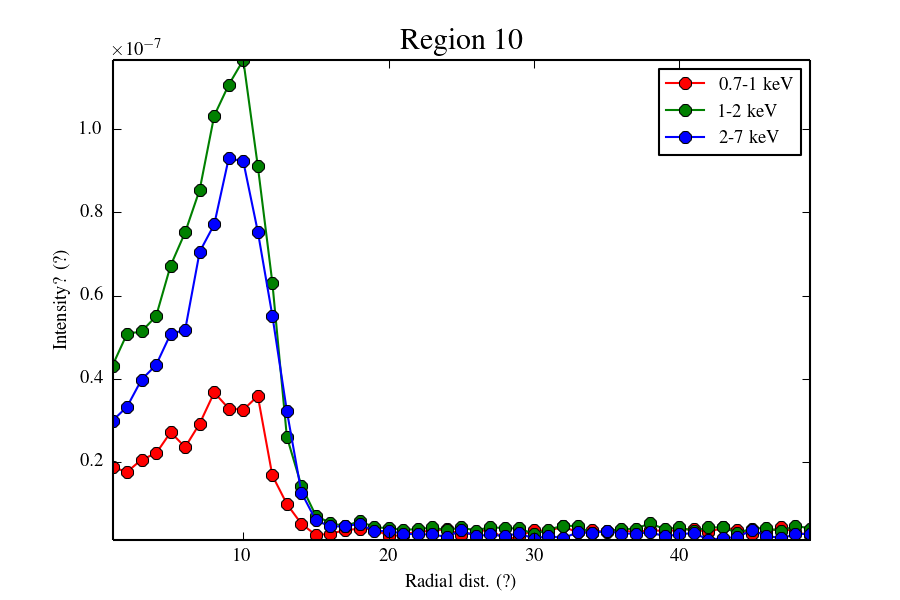 Region 10
×10⁻⁷
0.7-1 keV
1-2 keV
2-7 keV
1.0
0.8
0.6
0.4
0.2
Intensity? (?)
10 20 30 40
Radial dist. (?)